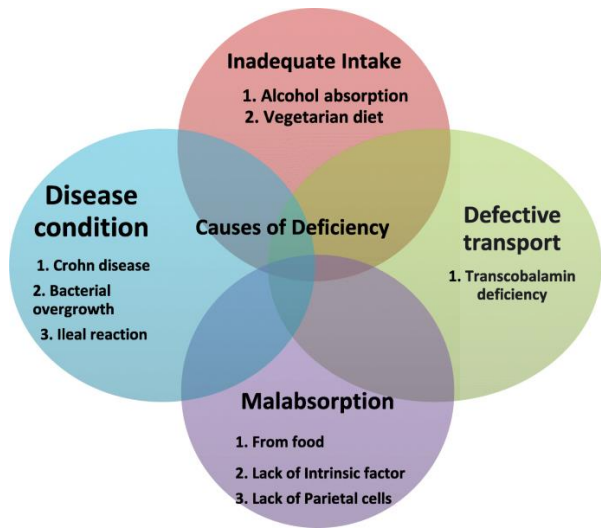 Inadequate Intake
1. Alcohol absorption
2. Vegetarian diet
Disease
condition
1. Crohn disease
2. Bacterial
overgrowth
3. Ileal reaction
Causes of Deficiency
Defective
transport
1. Transcobalamin
deficiency
Malabsorption
1. From food
2. Lack of Intrinsic factor
3. Lack of Parietal cells